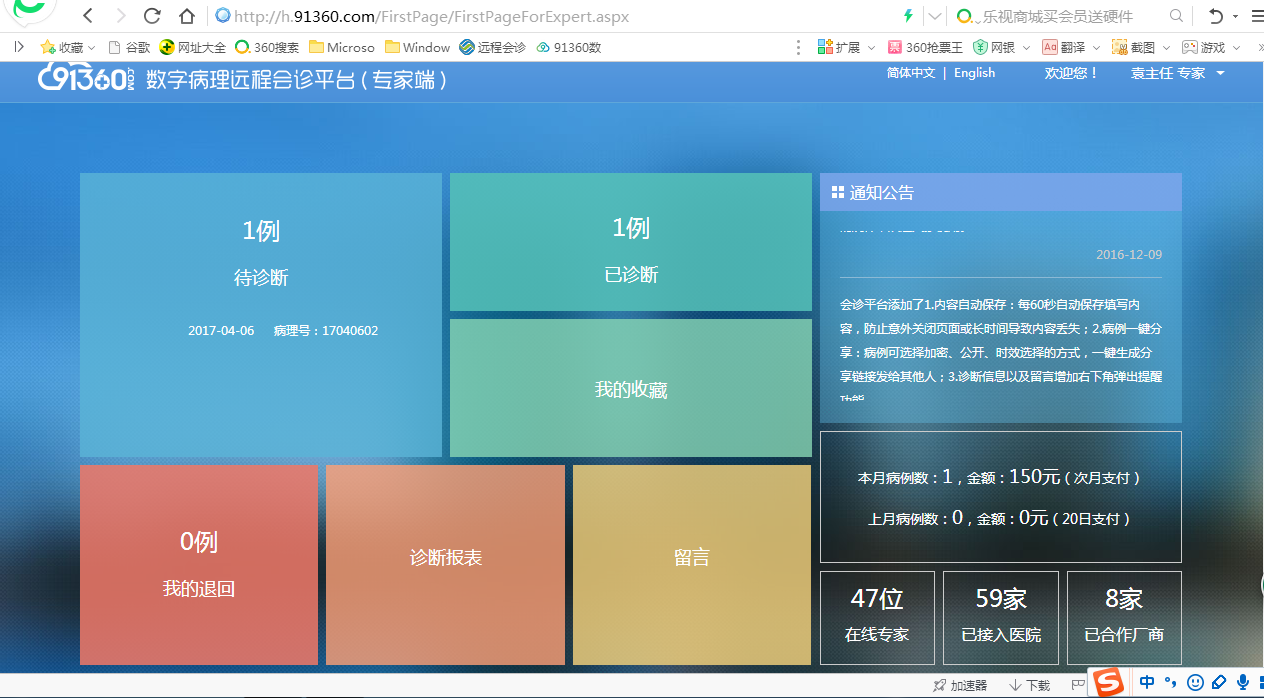 http://h.91360.com/FirstPage/FirstPageForExpert.aspx
乐视商城买会员送硬件
收藏 谷歌 网址大全 360搜索 Microso Window 远程会诊 91360数 扩展 360抢票王 网银 翻译 截图 游戏
91360.COM 数字病理远程会诊平台(专家端)
简体中文 | English 欢迎您! 袁主任 专家
1例
待诊断
2017-04-06 病理号:17040602
1例
已诊断
我的收藏
0例
我的退回
诊断报表
留言
通知公告
2016-12-09
会诊平台添加了1.内容自动保存:每60秒自动保存填写内
容,防止意外关闭页面或长时间导致内容丢失;2.病例一键分
享:病例可选择加密、公开、时效选择的方式,一键生成分
享链接发给其他人;3.诊断信息以及留言增加右下角弹出提醒
本月病例数:1,金额:150元(次月支付)
上月病例数:0,金额:0元(20日支付)
47位
在线专家
59家
已接入医院
8家
已合作厂商
加速器 下载
中